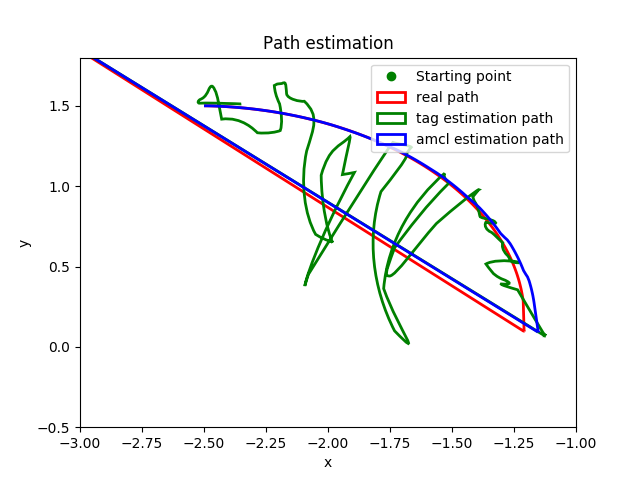 Path estimation
Starting point
real path
tag estimation path
amcl estimation path
1.5
1.0
0.5
0.0
−0.5
y
−3.00 −2.75 −2.50 −2.25 −2.00 −1.75 −1.50 −1.25 −1.00
x